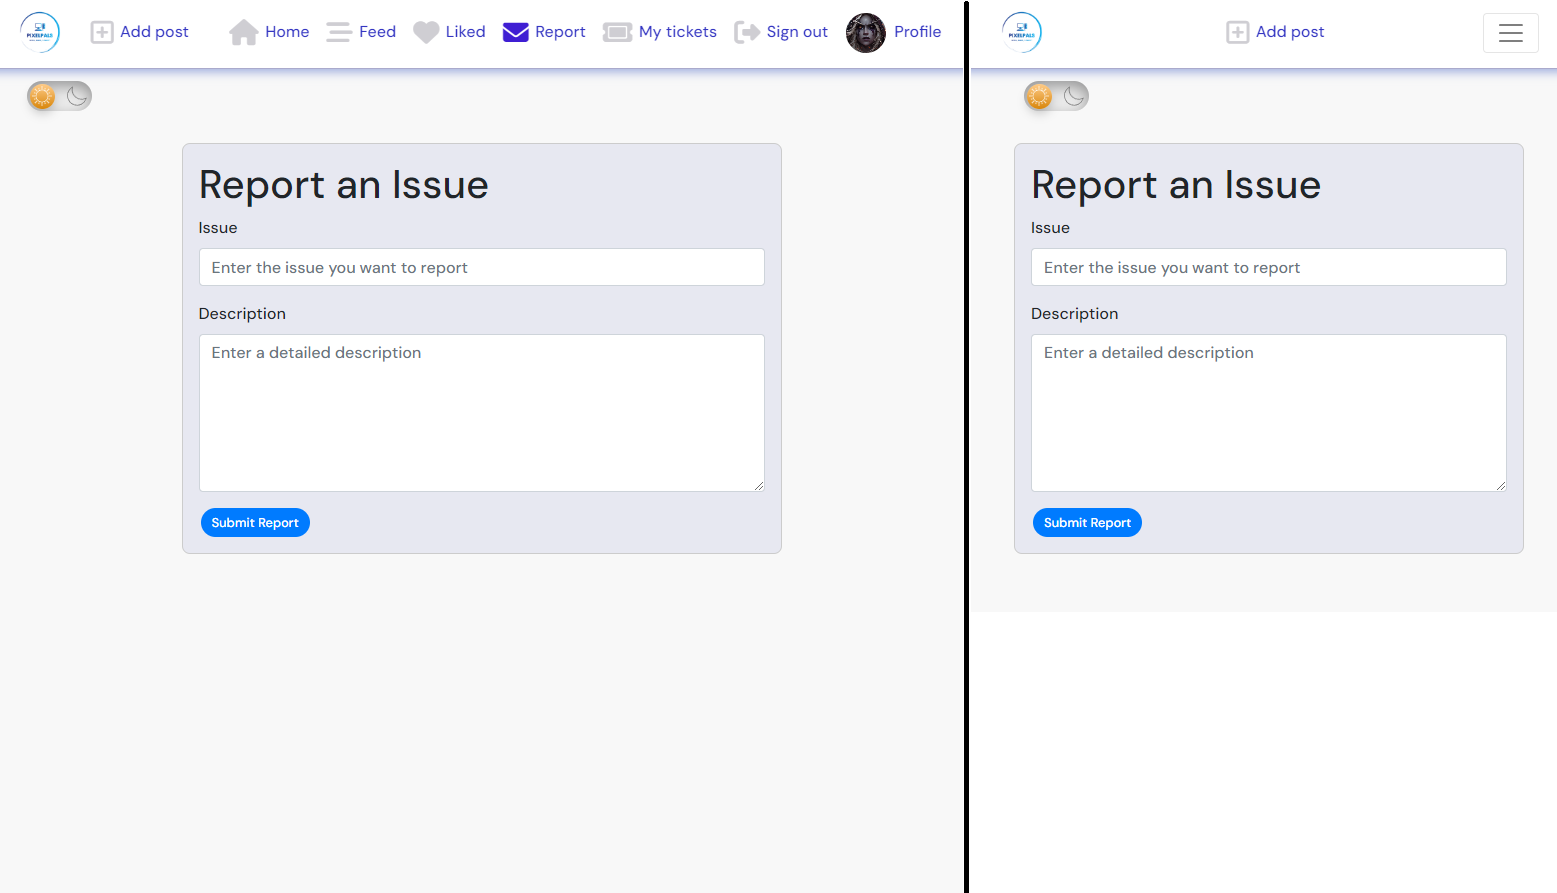 PIXELPALS
Add post
Home
Feed
Liked
Report
My tickets
Sign out
Profile
Report an Issue
Issue
Enter the issue you want to report
Description
Enter a detailed description
Submit Report
PIXELPALS
Add post
Report an Issue
Issue
Enter the issue you want to report
Description
Enter a detailed description
Submit Report